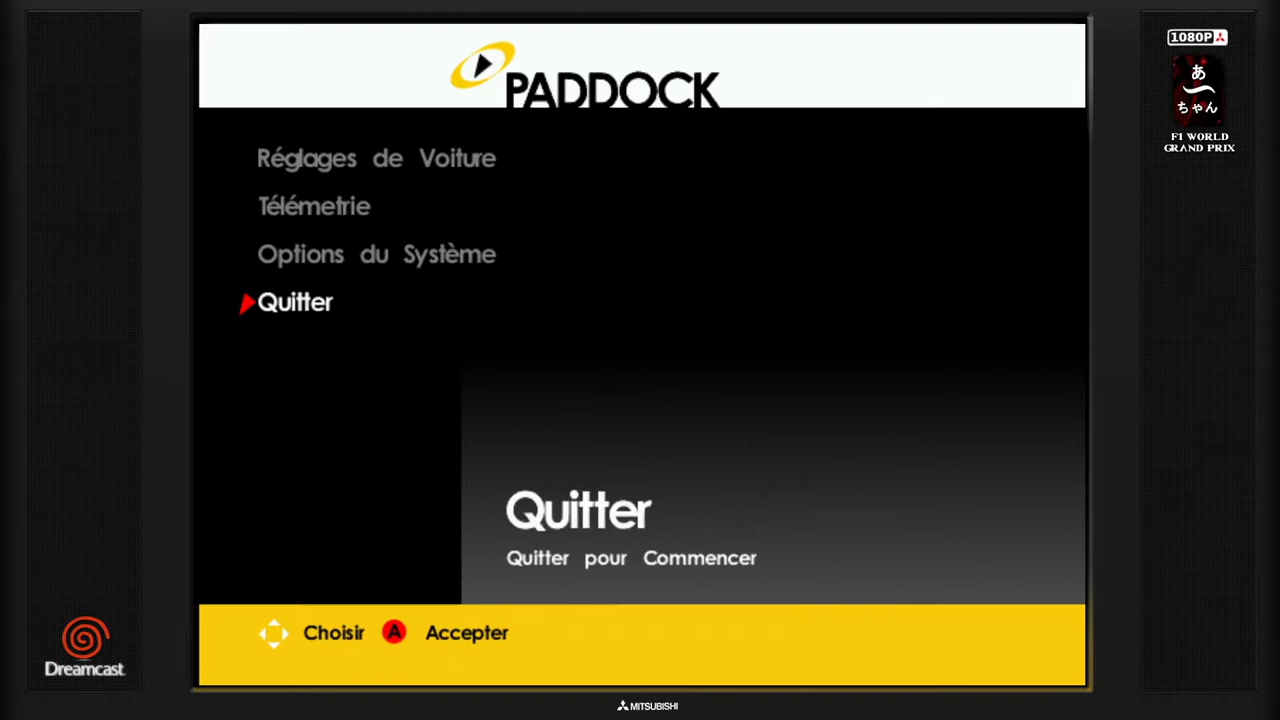 PADDOCK
Réglages de Voiture
Télémetrie
Options du Système
Quitter
Quitter
Quitter pour Commencer
Choisir A Accepter
1080P
あ
ー
ちゃん
F1 WORLD
GRAND PRIX
Dreamcast
MITSUBISHI